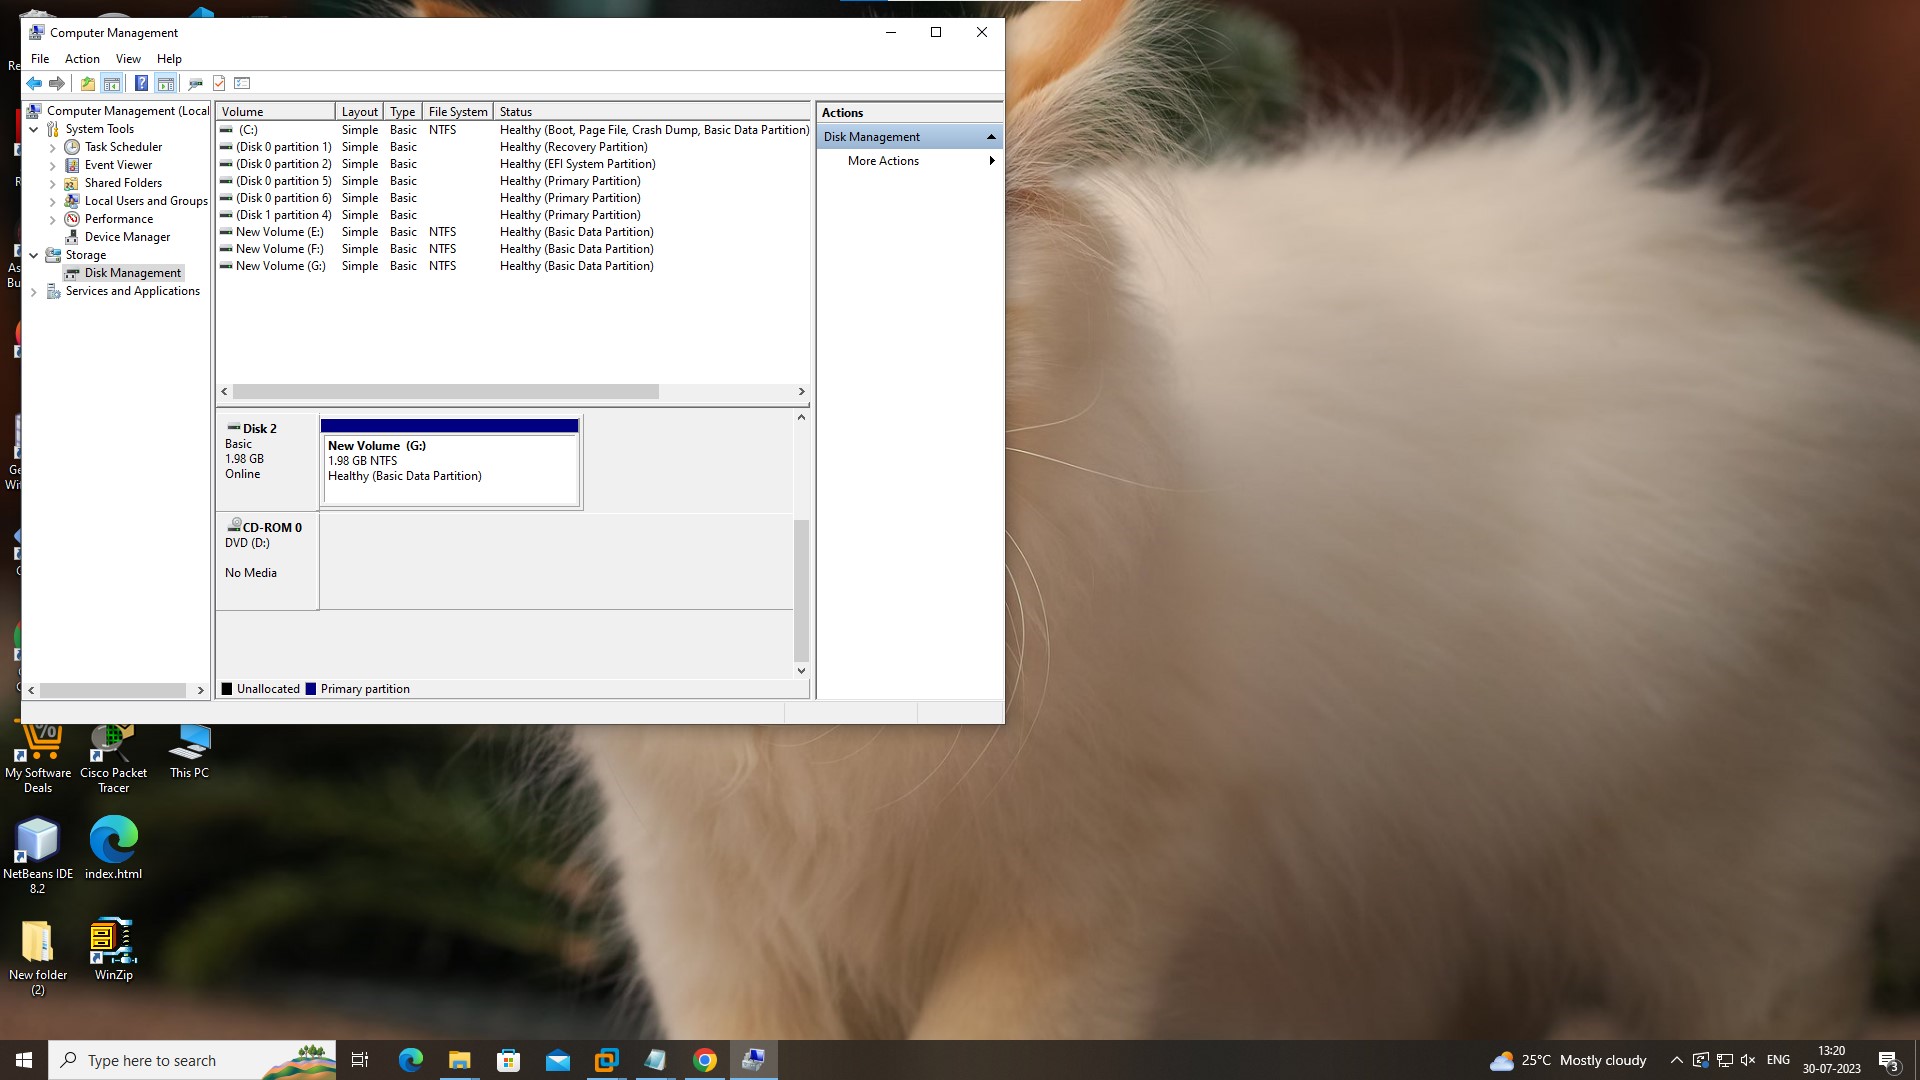 Computer Management
File Action View Help
Computer Management (Local
System Tools
Task Scheduler
Event Viewer
Shared Folders
Local Users and Groups
Performance
Device Manager
Storage
Disk Management
Services and Applications
Volume Layout Type File System Status
(C:) Simple Basic NTFS Healthy (Boot, Page File, Crash Dump, Basic Data Partition)
(Disk 0 partition 1) Simple Basic Healthy (Recovery Partition)
(Disk 0 partition 2) Simple Basic Healthy (EFI System Partition)
(Disk 0 partition 5) Simple Basic Healthy (Primary Partition)
(Disk 0 partition 6) Simple Basic Healthy (Primary Partition)
(Disk 1 partition 4) Simple Basic Healthy (Primary Partition)
New Volume (E:) Simple Basic NTFS Healthy (Basic Data Partition)
New Volume (F:) Simple Basic NTFS Healthy (Basic Data Partition)
New Volume (G:) Simple Basic NTFS Healthy (Basic Data Partition)
Disk 2
Basic
1.98 GB
Online
New Volume (G:)
1.98 GB NTFS
Healthy (Basic Data Partition)
CD-ROM 0
DVD (D:)
No Media
Unallocated Primary partition
Actions
Disk Management
More Actions
My Software
Deals
Cisco Packet
Tracer
This PC
NetBeans IDE
8.2
index.html
New folder
(2)
WinZip
Type here to search
25°C Mostly cloudy
ENG
13:20
30-07-2023
3